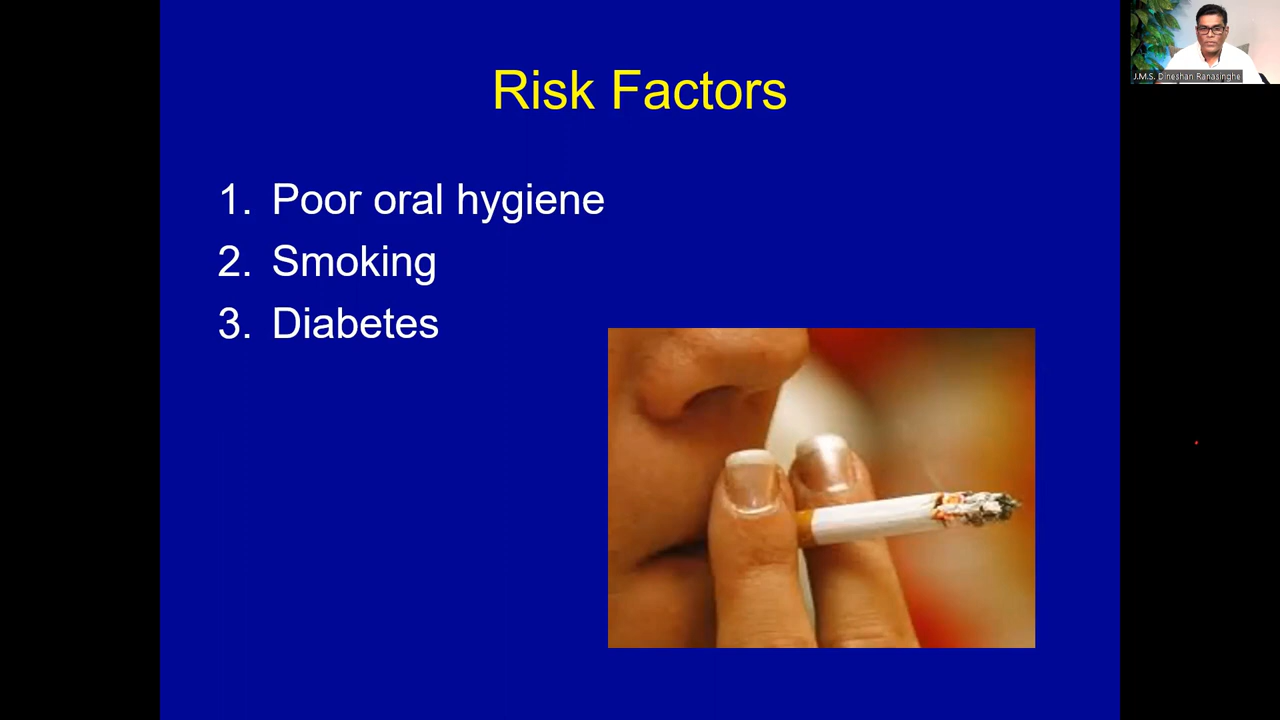 Risk Factors
1. Poor oral hygiene
2. Smoking
3. Diabetes
J.M.S. Dineshan Ranasinghe